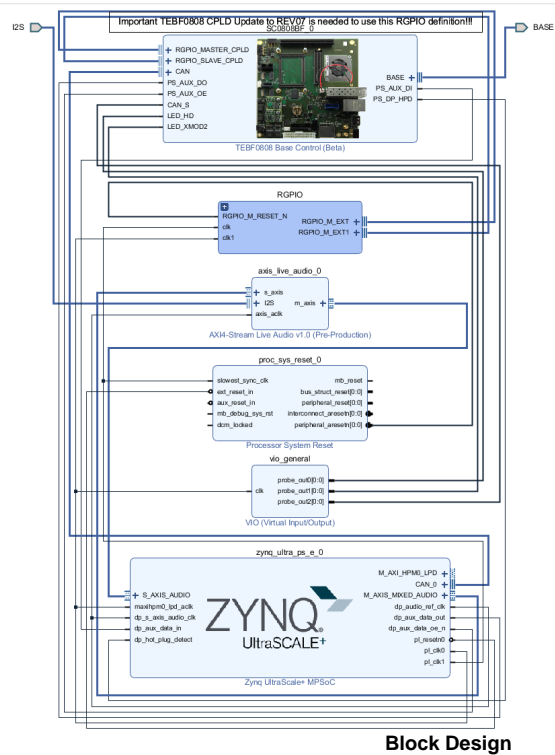 Important TEBF0808 CPLD Update to REV07 is needed to use this RGPIO definition!!!
I2S
BASE
SC0808BF_0
RGPIO_MASTER_CPLD
RGPIO_SLAVE_CPLD
CAN
PS_AUX_DO
PS_AUX_OE
CAN_S
LED_HD
LED_XMOD2
BASE
PS_AUX_DI
PS_DP_HPD
TEBF0808 Base Control (Beta)
RGPIO
RGPIO_M_RESET_N
clk
clk1
RGPIO_M_EXT
RGPIO_M_EXT1
axis_live_audio_0
s_axis
I2S
axis_aclk
m_axis
AXI4-Stream Live Audio v1.0 (Pre-Production)
proc_sys_reset_0
slowest_sync_clk
ext_reset_in
aux_reset_in
mb_debug_sys_rst
dcm_locked
mb_reset
bus_struct_reset[0:0]
peripheral_reset[0:0]
interconnect_aresetn[0:0]
peripheral_aresetn[0:0]
Processor System Reset
vio_general
clk
probe_out0[0:0]
probe_out1[0:0]
probe_out2[0:0]
VIO (Virtual Input/Output)
zynq_ultra_ps_e_0
S_AXIS_AUDIO
maxihpm0_lpd_aclk
dp_s_axis_audio_clk
dp_aux_data_in
dp_hot_plug_detect
ZYNQ
UltraSCALE+
M_AXI_HPM0_LPD
CAN_0
M_AXIS_MIXED_AUDIO
dp_audio_ref_clk
dp_aux_data_out
dp_aux_data_oe_n
pl_resetn0
pl_clk0
pl_clk1
Zynq UltraScale+ MPSoC
Block Design